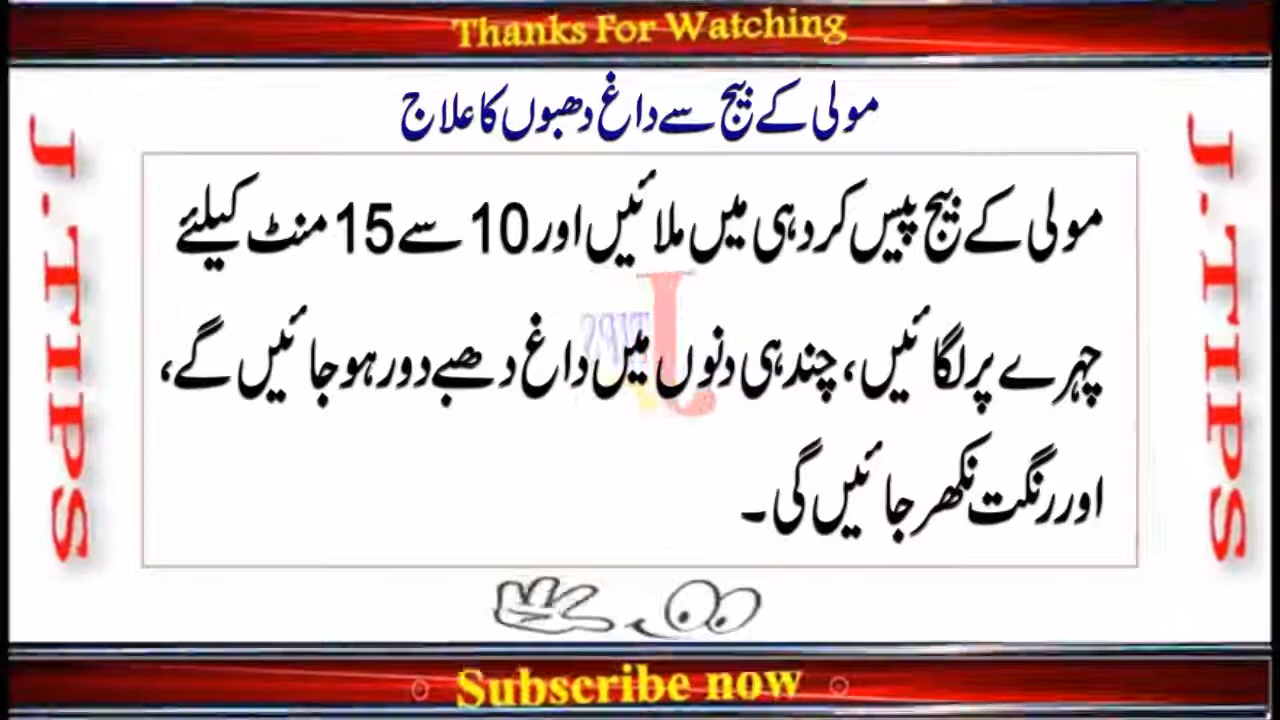 Thanks For Watching
مولی کے بیج سے داغ دھبوں کا علاج
J.TIPS
J.TIPS
مولی کے بیج پیس کر دہی میں ملائیں اور 10 سے 15 منٹ کیلئے
چہرے پر لگائیں، چند ہی دنوں میں داغ دھبے دور ہو جائیں گے،
اور رنگت نکھر جائیں گی۔
J TIPS
Subscribe now